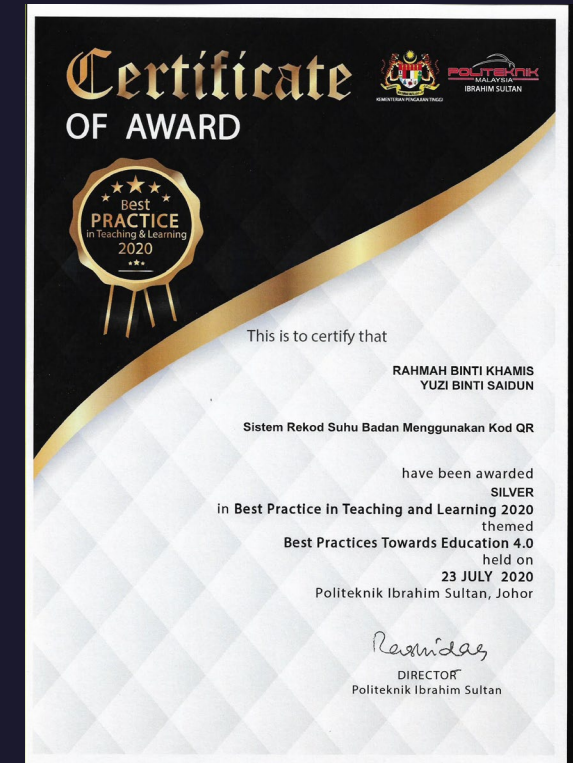 Certificate
OF AWARD
KEMENTERIAN PENGAJIAN TINGGI
POLITEKNIK
MALAYSIA
IBRAHIM SULTAN
Best
PRACTICE
in Teaching & Learning
2020
This is to certify that
RAHMAH BINTI KHAMIS
YUZI BINTI SAIDUN
Sistem Rekod Suhu Badan Menggunakan Kod QR
have been awarded
SILVER
in Best Practice in Teaching and Learning 2020
themed
Best Practices Towards Education 4.0
held on
23 JULY 2020
Politeknik Ibrahim Sultan, Johor
DIRECTOR
Politeknik Ibrahim Sultan